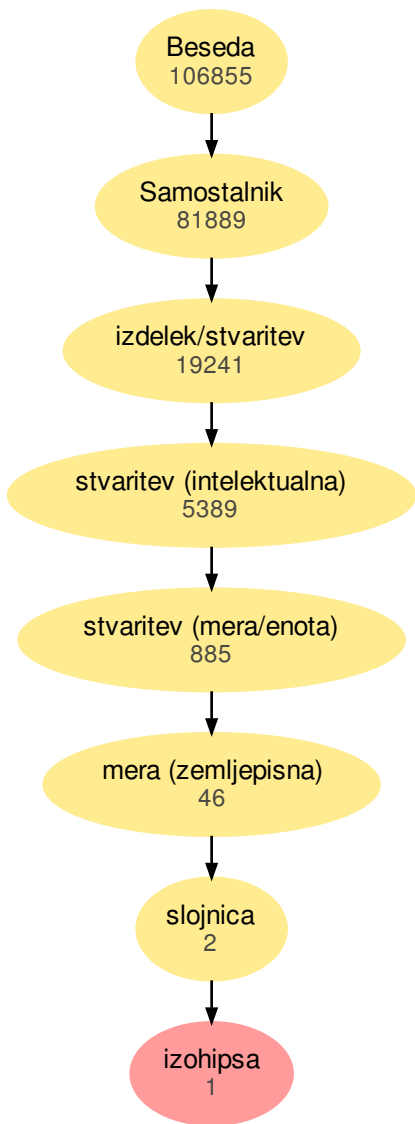 Beseda
106855
Samostalnik
81889
izdelek/stvaritev
19241
stvaritev (intelektualna)
5389
stvaritev (mera/enota)
885
mera (zemljepisna)
46
slojnica
2
izohipsa
1